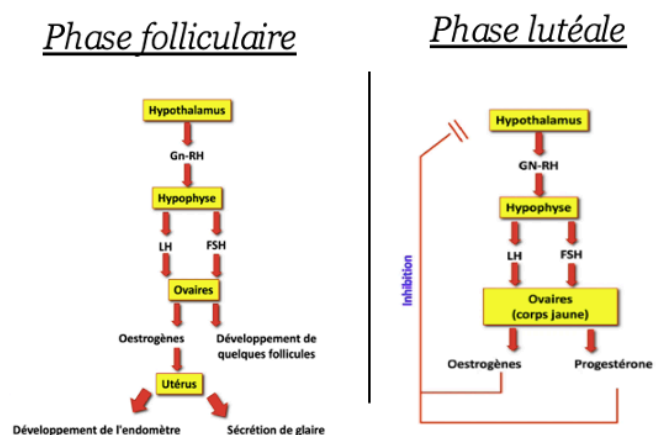 Phase folliculaire
Hypothalamus
Gn-RH
Hypophyse
LH
FSH
Ovaires
Oestrogènes
Développement de
quelques follicules
Utérus
Développement de l'endomètre
Sécrétion de glaire
Phase lutéale
Hypothalamus
GN-RH
Hypophyse
LH
FSH
Inhibition
Ovaires
(corps jaune)
Oestrogènes
Progestérone